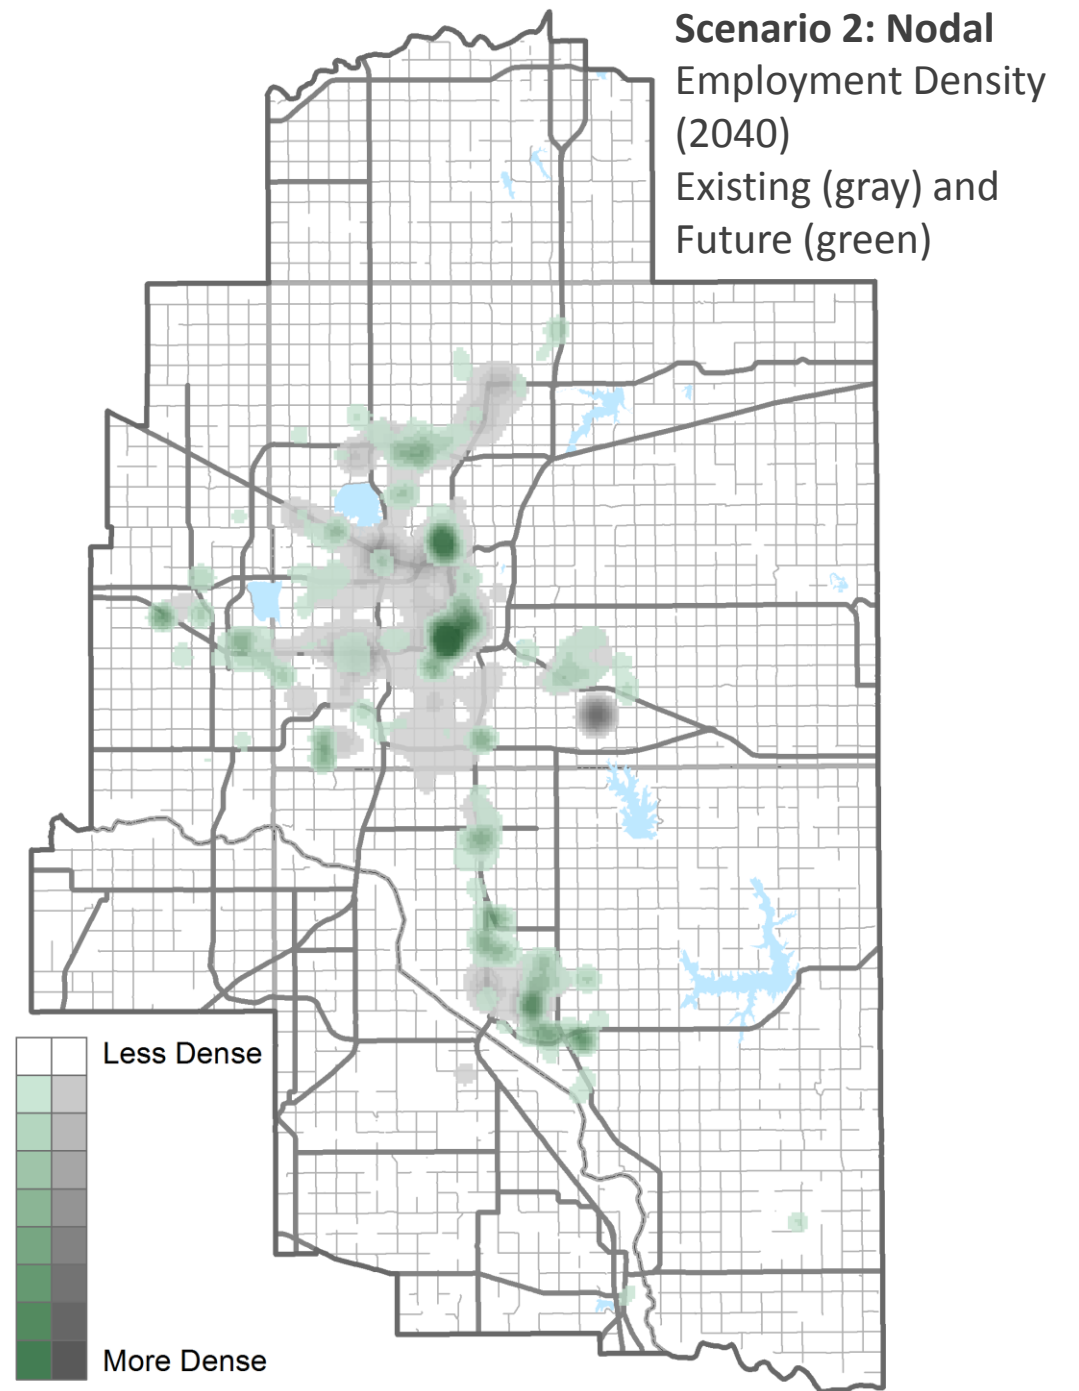 Scenario 2: Nodal
Employment Density
(2040)
Existing (gray) and
Future (green)
Less Dense
More Dense